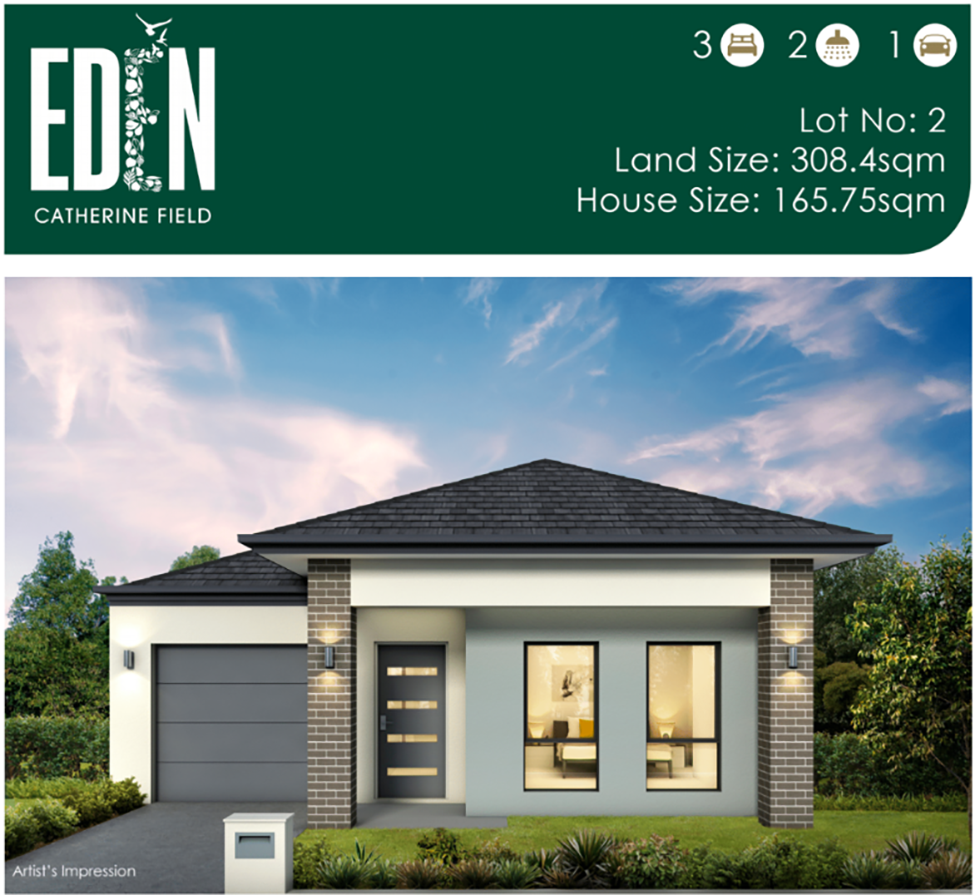 EDEN
CATHERINE FIELD
3 2 1
Lot No: 2
Land Size: 308.4sqm
House Size: 165.75sqm
Artist's Impression